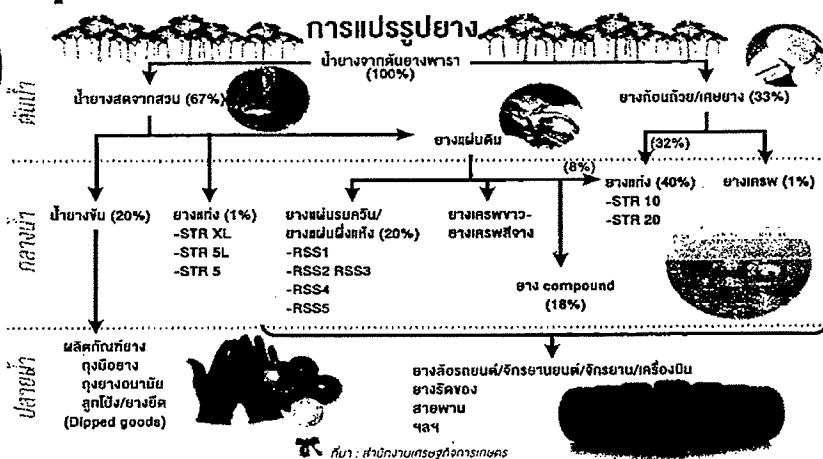 การแปรรูปยาง
น้ำยางจากต้นยางพารา
(100%)
ต้นน้ำ
น้ำยางสดจากสวน (67%)
ยางก้อนถ้วย/เศษยาง (33%)
ยางแผ่นดิบ
(32%)
(8%)
กลางน้ำ
น้ำยางข้น (20%)
ยางแท่ง (1%)
-STR XL
-STR 5L
-STR 5
ยางแผ่นรมควัน/
ยางแผ่นผึ่งแห้ง (20%)
-RSS1
-RSS2 RSS3
-RSS4
-RSS5
ยางเครพขาว-
ยางเครพสีจาง
ยาง compound
(18%)
ยางแท่ง (40%)
-STR 10
-STR 20
ยางเครพ (1%)
ปลายน้ำ
ผลิตภัณฑ์ยาง
ถุงมือยาง
ถุงยางอนามัย
ลูกโป่ง/ยางยืด
(Dipped goods)
ยางล้อรถยนต์/จักรยานยนต์/จักรยาน/เครื่องบิน
ยางรัดของ
สายพาน
ฯลฯ
ที่มา : สำนักงานเศรษฐกิจการเกษตร